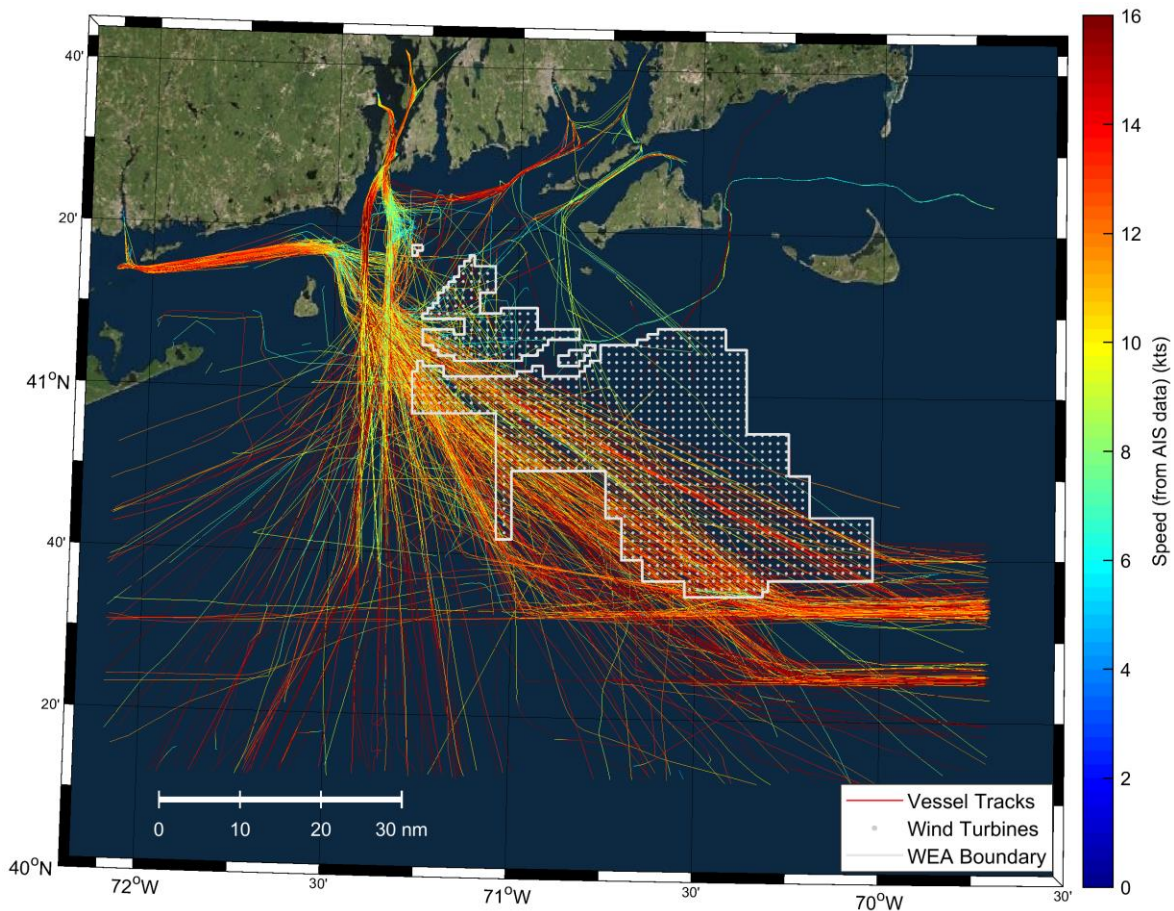 40'
20'
41°N
40'
20'
40°N
72°W
30'
71°W
30'
70°W
30'
0 10 20 30 nm
Vessel Tracks
Wind Turbines
WEA Boundary
16
14
12
10
8
6
4
2
0
Speed (from AIS data) (kts)